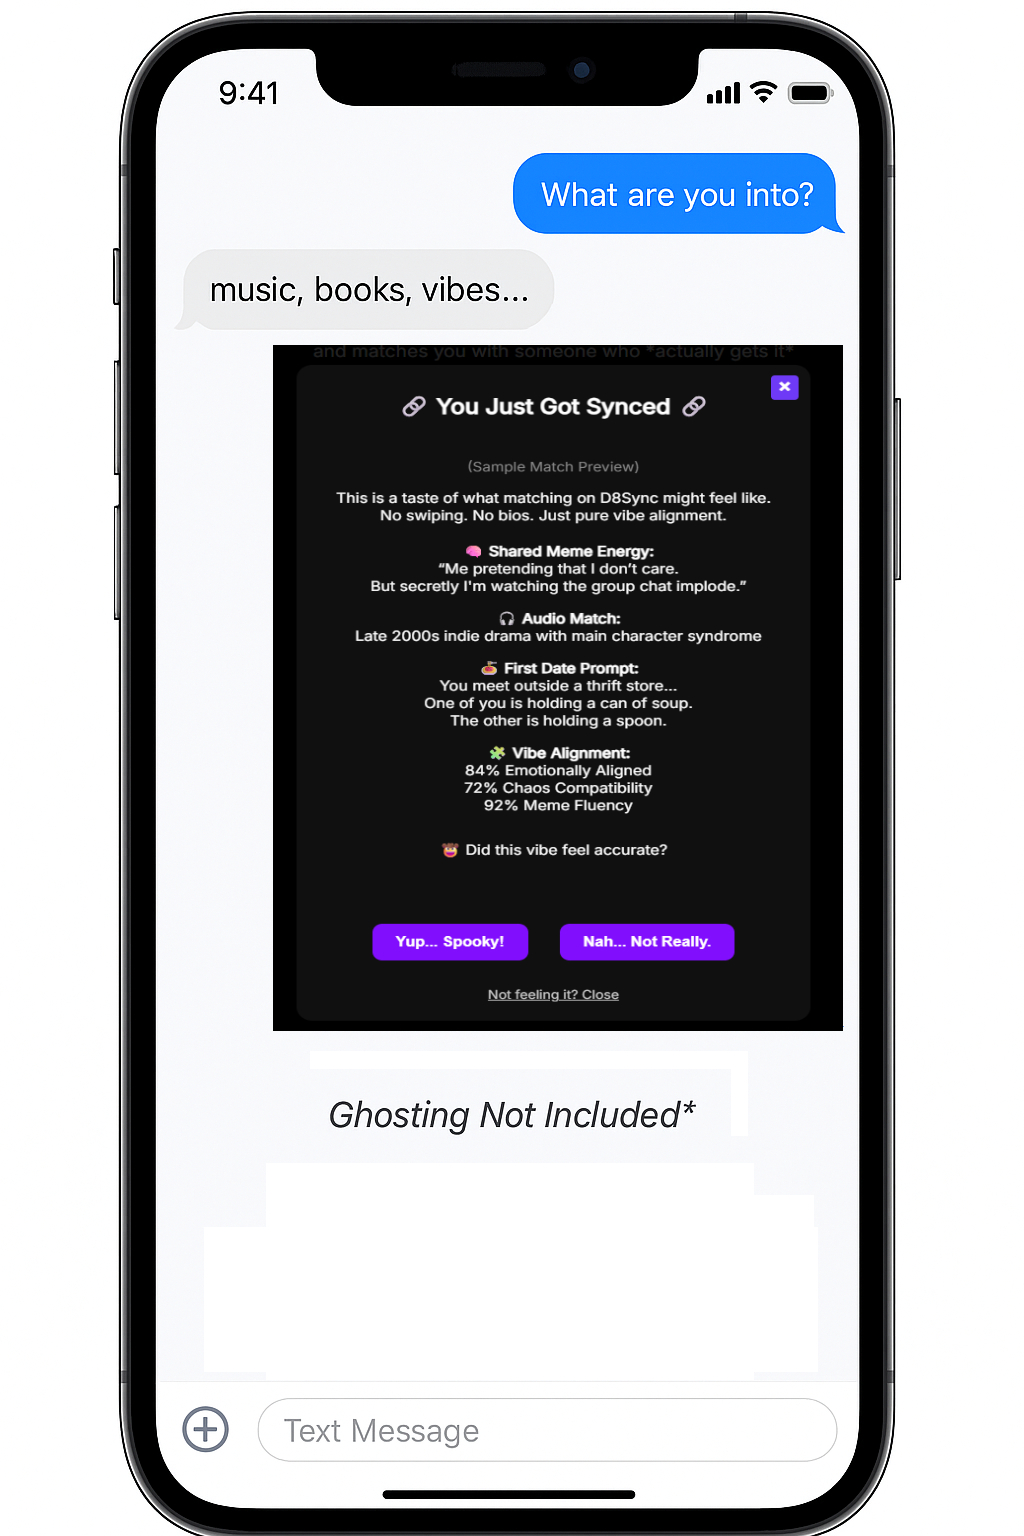 9:41
What are you into?
music, books, vibes...
and matches you with someone who *actually gets it*
🔗 You Just Got Synced 🔗
(Sample Match Preview)
This is a taste of what matching on D8Sync might feel like.
No swiping. No bios. Just pure vibe alignment.
🧠 Shared Meme Energy:
“Me pretending that I don’t care.
But secretly I'm watching the group chat implode.”
🎧 Audio Match:
Late 2000s indie drama with main character syndrome
🍝 First Date Prompt:
You meet outside a thrift store...
One of you is holding a can of soup.
The other is holding a spoon.
🧩 Vibe Alignment:
84% Emotionally Aligned
72% Chaos Compatibility
92% Meme Fluency
Did this vibe feel accurate?
Yup... Spooky!
Nah... Not Really.
Not feeling it? Close
Ghosting Not Included*
Text Message